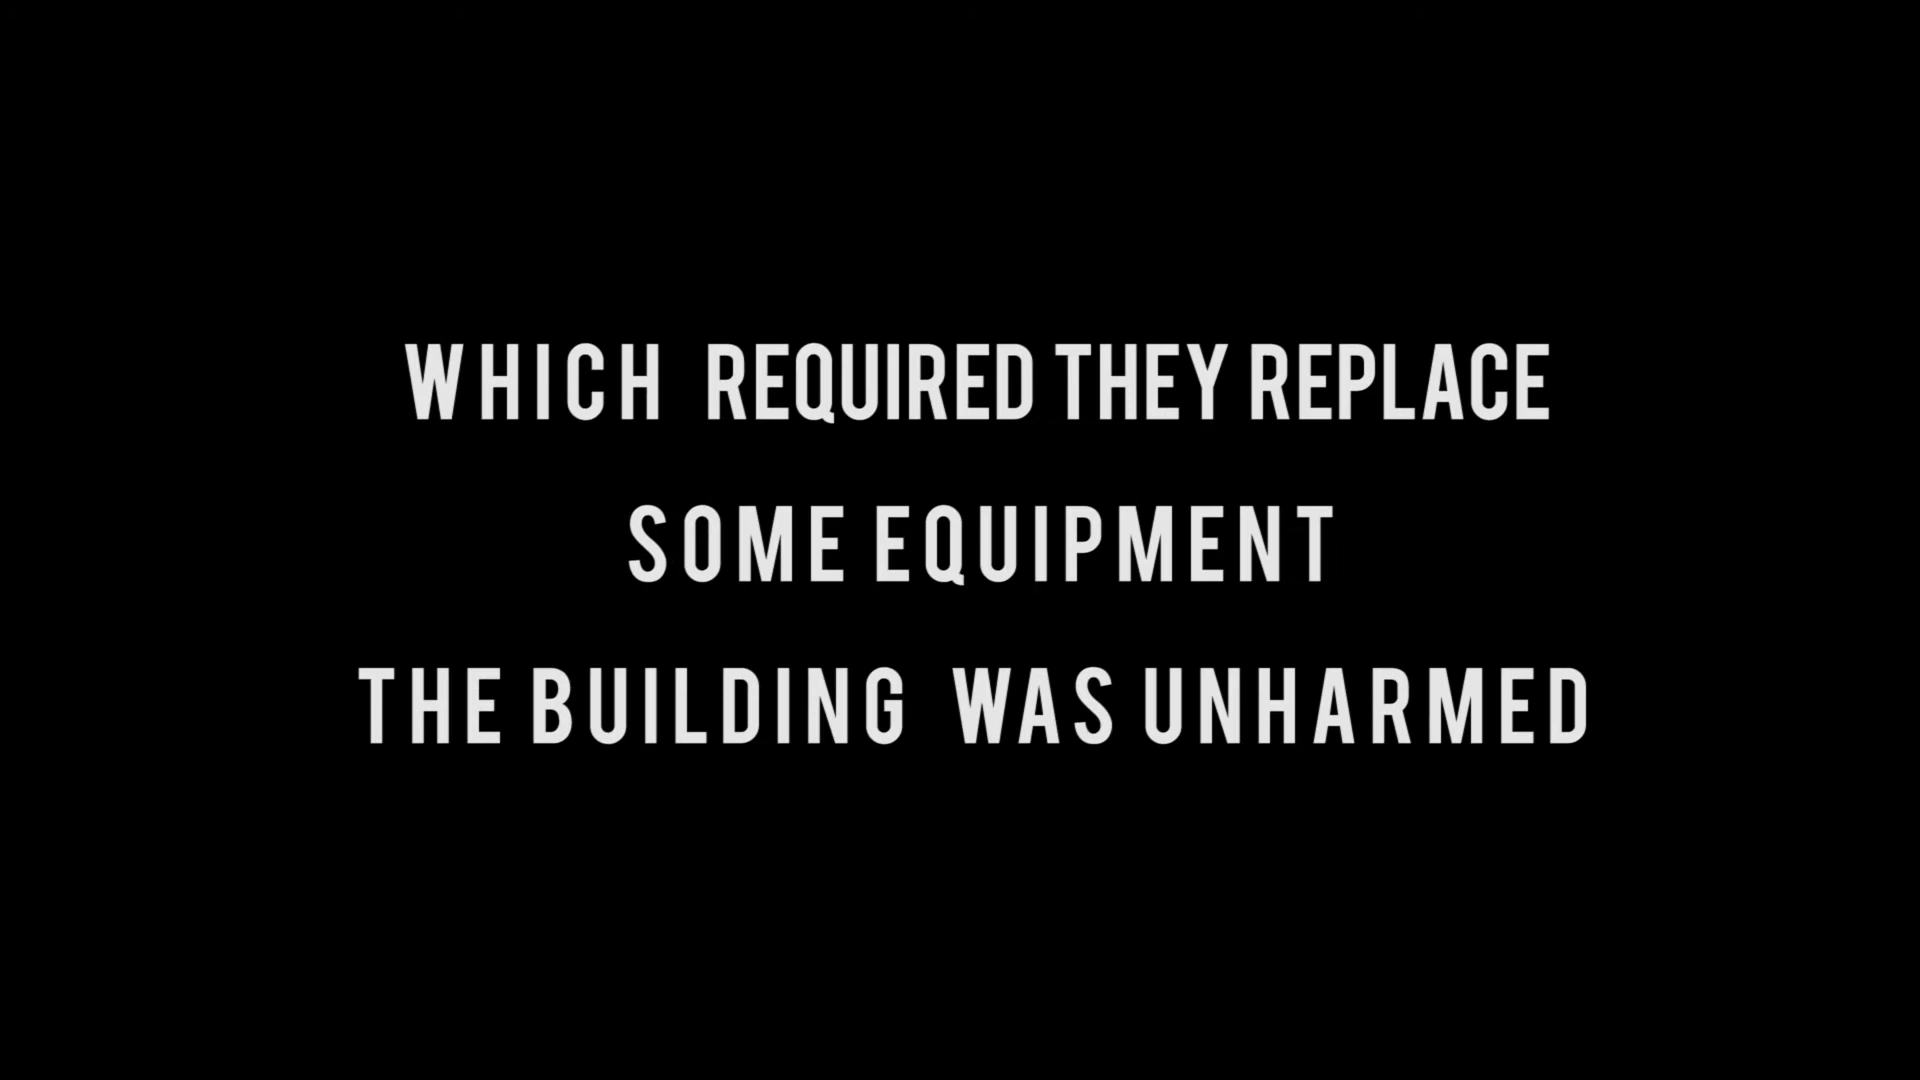 WHICH REQUIRED THEY REPLACE
SOME EQUIPMENT
THE BUILDING WAS UNHARMED